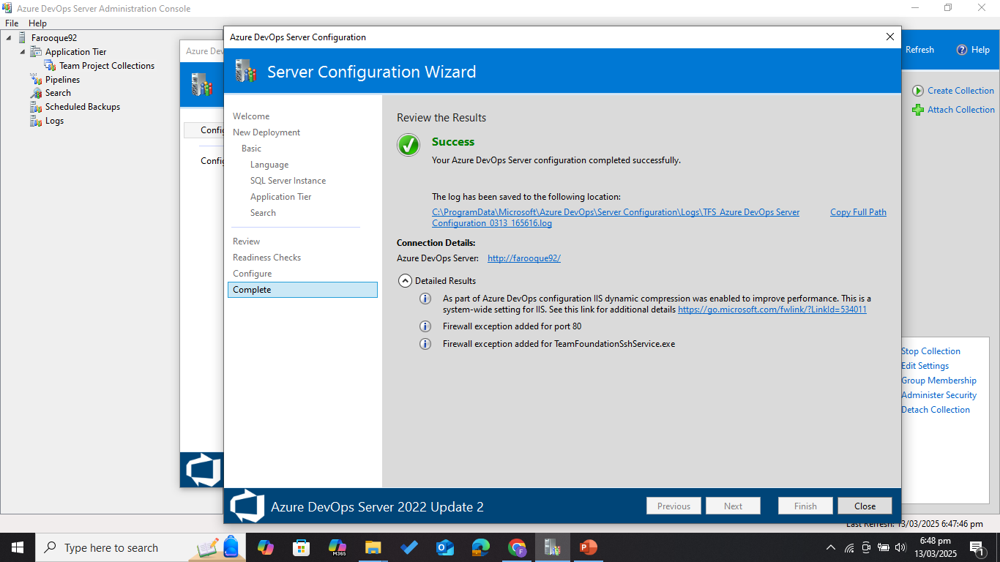 Azure DevOps Server Administration Console
File Help
Farooque92
Application Tier
Team Project Collections
Pipelines
Search
Scheduled Backups
Logs
Azure Dev
Confi
Confi
Azure DevOps Server Configuration
Server Configuration Wizard
Welcome
New Deployment
Basic
Language
SQL Server Instance
Application Tier
Search
Review
Readiness Checks
Configure
Complete
Review the Results
Success
Your Azure DevOps Server configuration completed successfully.
The log has been saved to the following location:
C:\ProgramData\Microsoft\Azure DevOps\Server Configuration\Logs\TFS_Azure DevOps Server Copy Full Path
Configuration_0313_165616.log
Connection Details:
Azure DevOps Server: http://farooque92/
Detailed Results
As part of Azure DevOps configuration IIS dynamic compression was enabled to improve performance. This is a
system-wide setting for IIS. See this link for additional details https://go.microsoft.com/fwlink/?LinkId=534011
Firewall exception added for port 80
Firewall exception added for TeamFoundationSshService.exe
Azure DevOps Server 2022 Update 2
Previous Next Finish Close
Refresh Help
Create Collection
Attach Collection
Stop Collection
Edit Settings
Group Membership
Administer Security
Detach Collection
Last Refresh: 13/03/2025 6:47:46 pm
Type here to search
M365
6:48 pm
13/03/2025
1